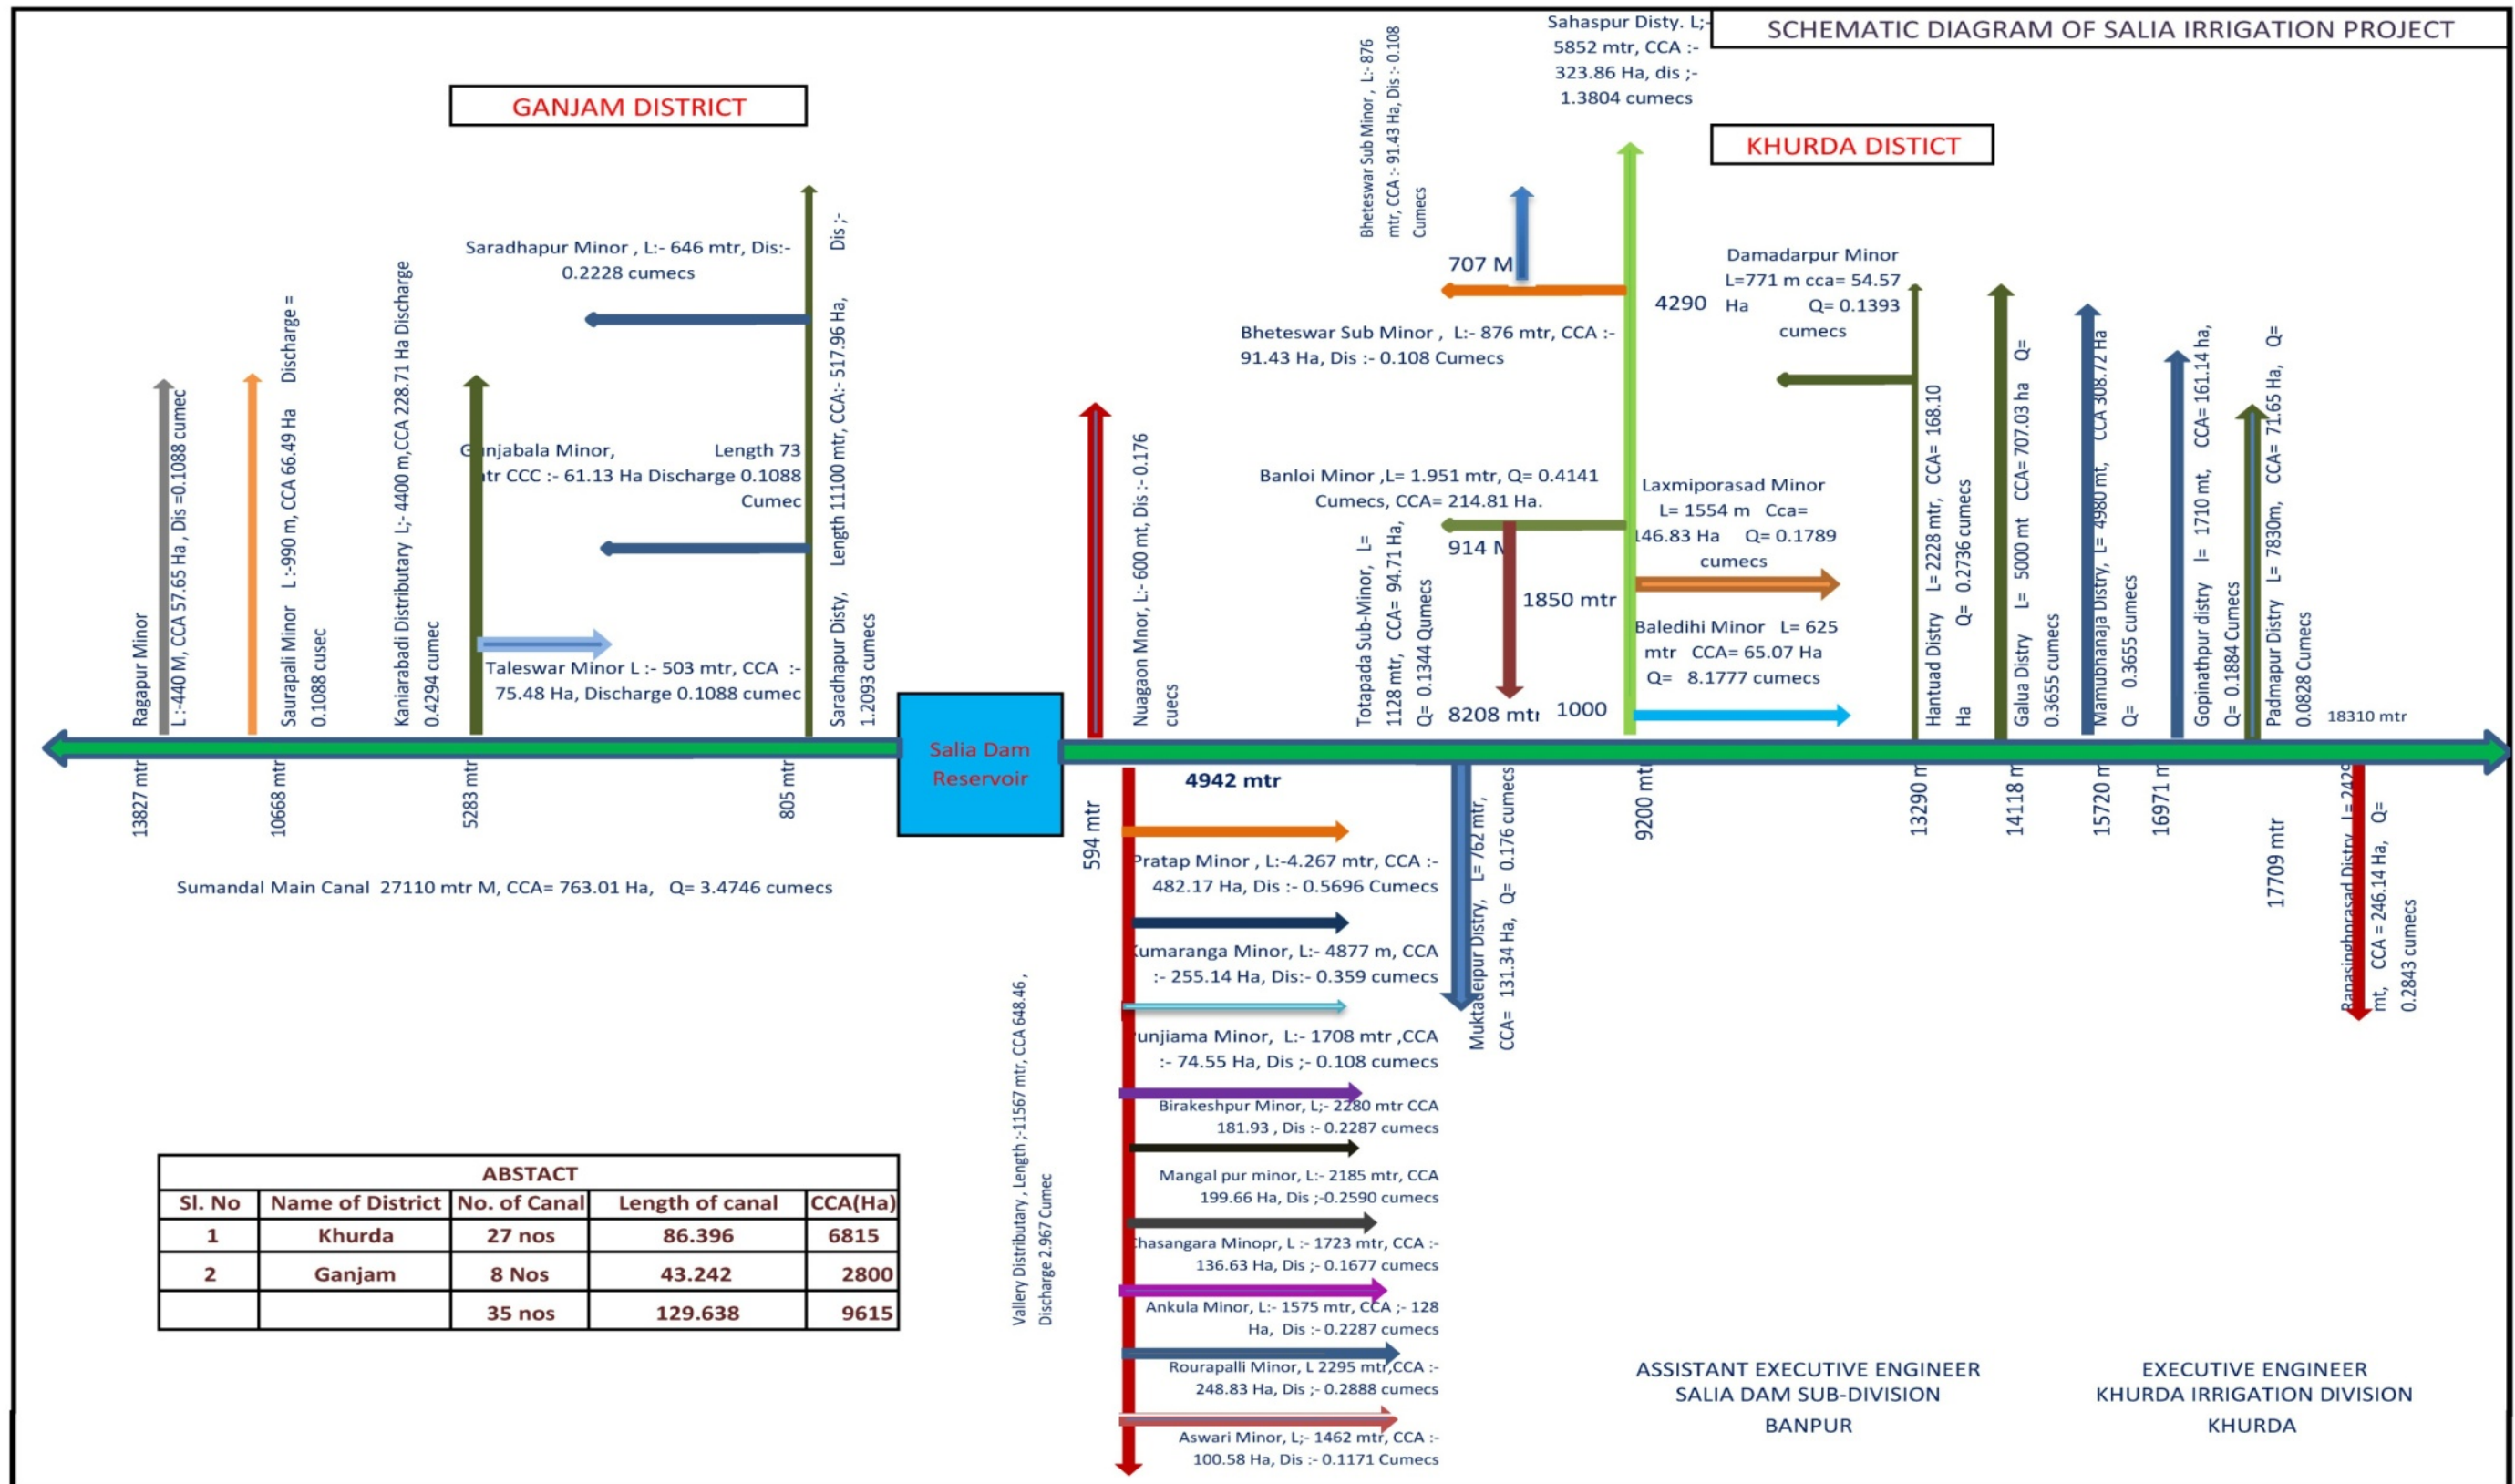 SCHEMATIC DIAGRAM OF SALIA IRRIGATION PROJECT
GANJAM DISTRICT
KHURDA DISTICT
Ragapur Minor
L:-440 M, CCA 57.65 Ha , Dis =0.1088 cumec
Saurapali Minor L :-990 m, CCA 66.49 Ha Discharge =
0.1088 cusec
Kaniarabadi Distributary L;- 4400 m,CCA 228.71 Ha Discharge
0.4294 cumec
Saradhapur Minor , L:- 646 mtr, Dis:-
0.2228 cumecs
Gunjabala Minor, Length 73
mtr CCC :- 61.13 Ha Discharge 0.1088
Cumec
Taleswar Minor L :- 503 mtr, CCA :-
75.48 Ha, Discharge 0.1088 cumec
Saradhapur Disty, Length 11100 mtr, CCA:- 517.96 Ha, Dis ;-
1.2093 cumecs
13827 mtr
10668 mtr
5283 mtr
805 mtr
Sumandal Main Canal 27110 mtr M, CCA= 763.01 Ha, Q= 3.4746 cumecs
Salia Dam
Reservoir
Nuagaon Mnor, L:- 600 mt, Dis :- 0.176
cuecs
Bheteswar Sub Minor , L:- 876
mtr, CCA :- 91.43 Ha, Dis :- 0.108
Cumecs
Sahaspur Disty. L;-
5852 mtr, CCA :-
323.86 Ha, dis ;-
1.3804 cumecs
707 M
4290
Bheteswar Sub Minor , L:- 876 mtr, CCA :-
91.43 Ha, Dis :- 0.108 Cumecs
Banloi Minor ,L= 1.951 mtr, Q= 0.4141
Cumecs, CCA= 214.81 Ha.
914 M
Totapada Sub-Minor, L=
1128 mtr, CCA= 94.71 Ha,
Q= 0.1344 Qumecs
1850 mtr
8208 mtr
1000
Laxmiporasad Minor
L= 1554 m Cca=
146.83 Ha Q= 0.1789
cumecs
Baledihi Minor L= 625
mtr CCA= 65.07 Ha
Q= 8.1777 cumecs
Damadarpur Minor
L=771 m cca= 54.57
Ha Q= 0.1393
cumecs
Hantuad Distry L= 2228 mtr, CCA= 168.10
Ha Q= 0.2736 cumecs
Galua Distry L= 5000 mt CCA= 707.03 ha Q=
0.3655 cumecs
Mamubhanaja Distry, L= 4980 mt, CCA 308.72 Ha
Q= 0.3655 cumecs
Gopinathpur distry l= 1710 mt, CCA= 161.14 ha,
Q= 0.1884 Cumecs
Padmapur Distry L= 7830m, CCA= 71.65 Ha, Q=
0.0828 Cumecs
18310 mtr
594 mtr
4942 mtr
9200 mtr
13290 m
14118 m
15720 m
16971 m
17709 mtr
Muktadeipur Distry, L= 762 mtr,
CCA= 131.34 Ha, Q= 0.176 cumecs
Ranasinghprasad Distry L= 2429
mt, CCA = 246.14 Ha, Q=
0.2843 cumecs
Vallery Distributary , Length ;-11567 mtr, CCA 648.46 ,
Discharge 2.967 Cumec
Pratap Minor , L:-4.267 mtr, CCA :-
482.17 Ha, Dis :- 0.5696 Cumecs
Kumaranga Minor, L:- 4877 m, CCA
:- 255.14 Ha, Dis:- 0.359 cumecs
unjiama Minor, L:- 1708 mtr ,CCA
:- 74.55 Ha, Dis ;- 0.108 cumecs
Birakeshpur Minor, L;- 2280 mtr CCA
181.93 , Dis :- 0.2287 cumecs
Mangal pur minor, L:- 2185 mtr, CCA
199.66 Ha, Dis ;-0.2590 cumecs
Chasangara Minopr, L :- 1723 mtr, CCA :-
136.63 Ha, Dis ;- 0.1677 cumecs
Ankula Minor, L:- 1575 mtr, CCA ;- 128
Ha, Dis :- 0.2287 cumecs
Rourapalli Minor, L 2295 mtr,CCA :-
248.83 Ha, Dis ;- 0.2888 cumecs
Aswari Minor, L;- 1462 mtr, CCA :-
100.58 Ha, Dis :- 0.1171 Cumecs
ABSTACT
Sl. No Name of District No. of Canal Length of canal CCA(Ha)
1 Khurda 27 nos 86.396 6815
2 Ganjam 8 Nos 43.242 2800
35 nos 129.638 9615
ASSISTANT EXECUTIVE ENGINEER
SALIA DAM SUB-DIVISION
BANPUR
EXECUTIVE ENGINEER
KHURDA IRRIGATION DIVISION
KHURDA